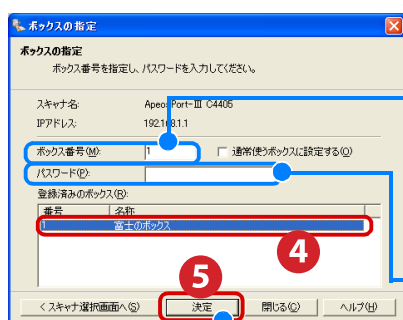 ボックスの指定
ボックスの指定
ボックス番号を指定し、パスワードを入力してください。
スキャナ名: ApeosPort-III C4405
IPアドレス: 192.168.1.1
ボックス番号(M): 1 通常使うボックスに設定する(O)
パスワード(P):
登録済みのボックス(R):
番号 名称
1 富士のボックス
4
5
< スキャナ選択画面へ(S) 決定 閉じる(C) ヘルプ(H)